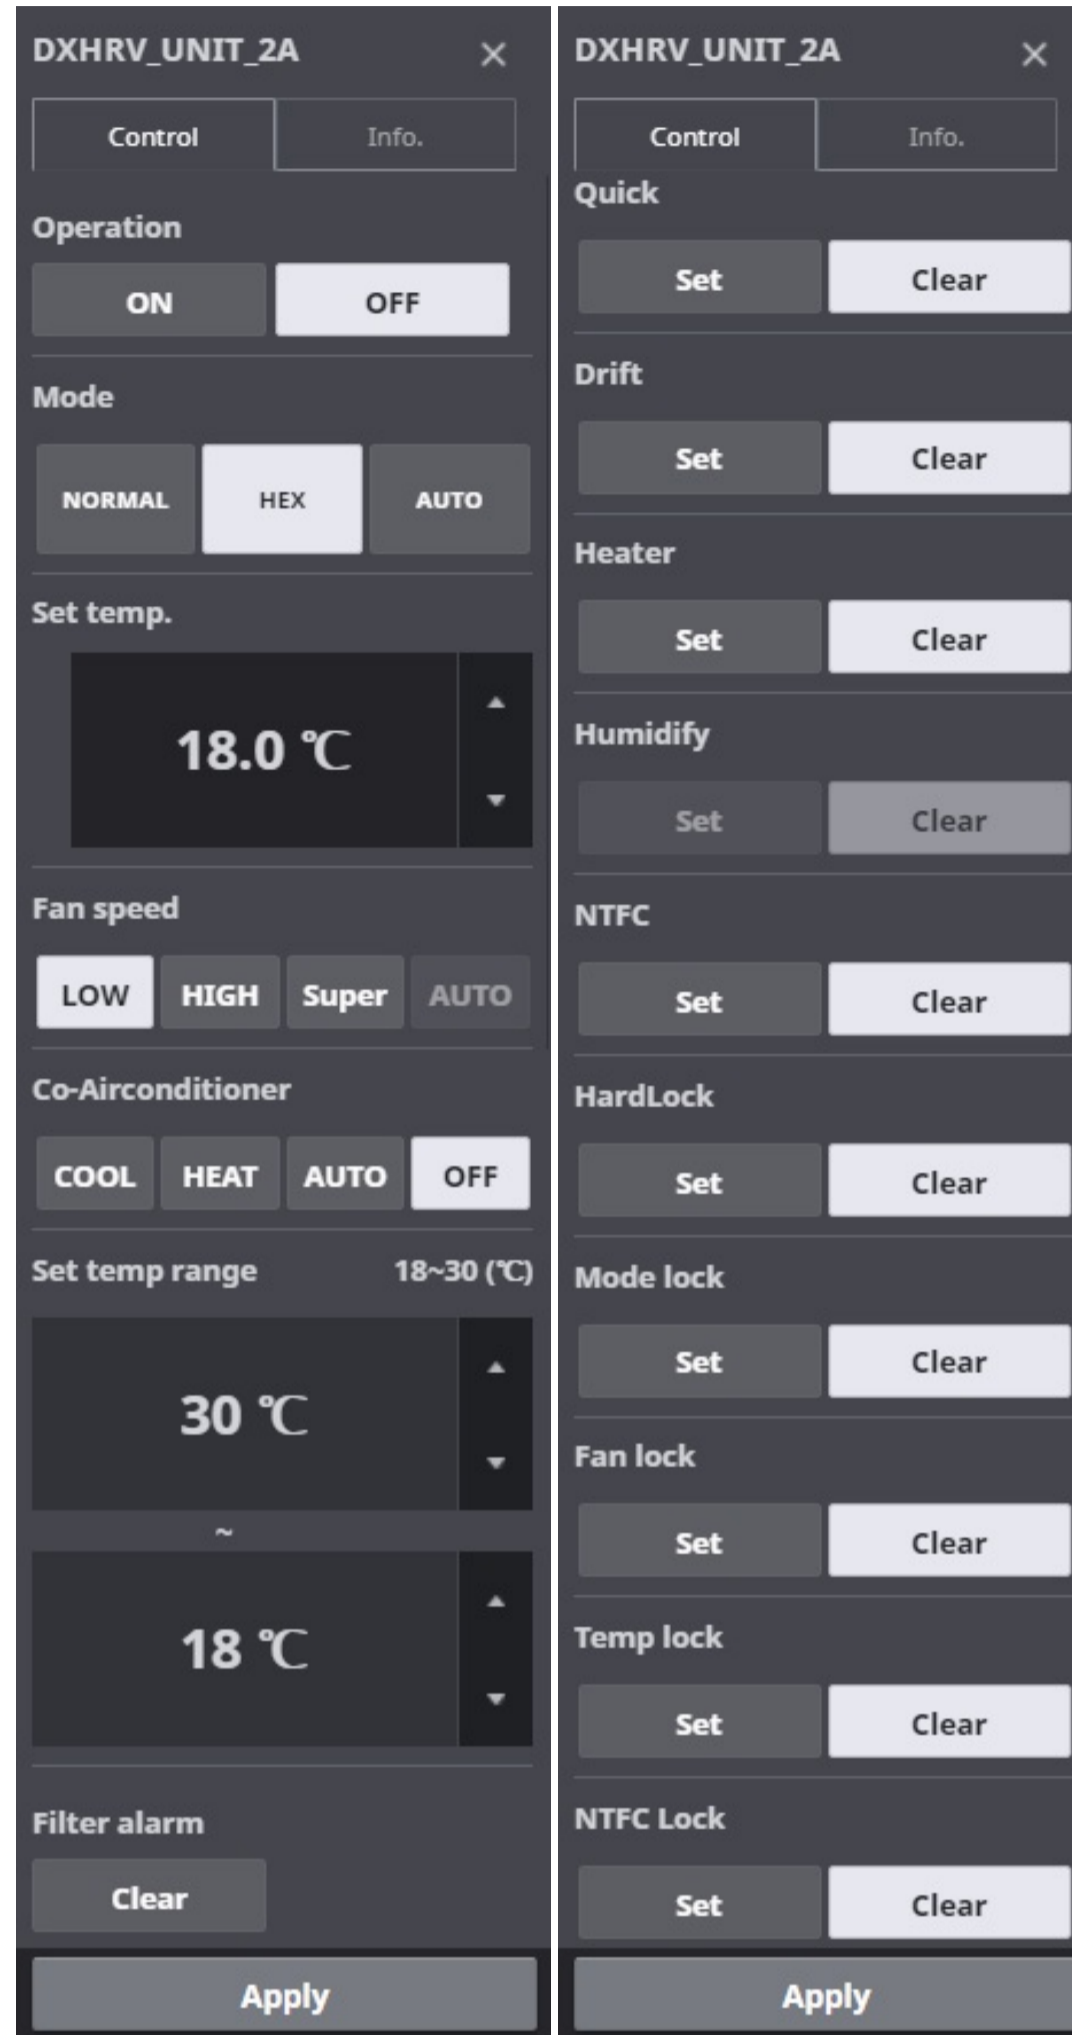 DXHRV_UNIT_2A ×
Control Info.
Operation
ON OFF
Mode
NORMAL HEX AUTO
Set temp.
18.0 ℃
Fan speed
LOW HIGH Super AUTO
Co-Airconditioner
COOL HEAT AUTO OFF
Set temp range 18~30 (℃)
30 ℃
~
18 ℃
Filter alarm
Clear
Apply
DXHRV_UNIT_2A ×
Control Info.
Quick
Set Clear
Drift
Set Clear
Heater
Set Clear
Humidify
Set Clear
NTFC
Set Clear
HardLock
Set Clear
Mode lock
Set Clear
Fan lock
Set Clear
Temp lock
Set Clear
NTFC Lock
Set Clear
Apply